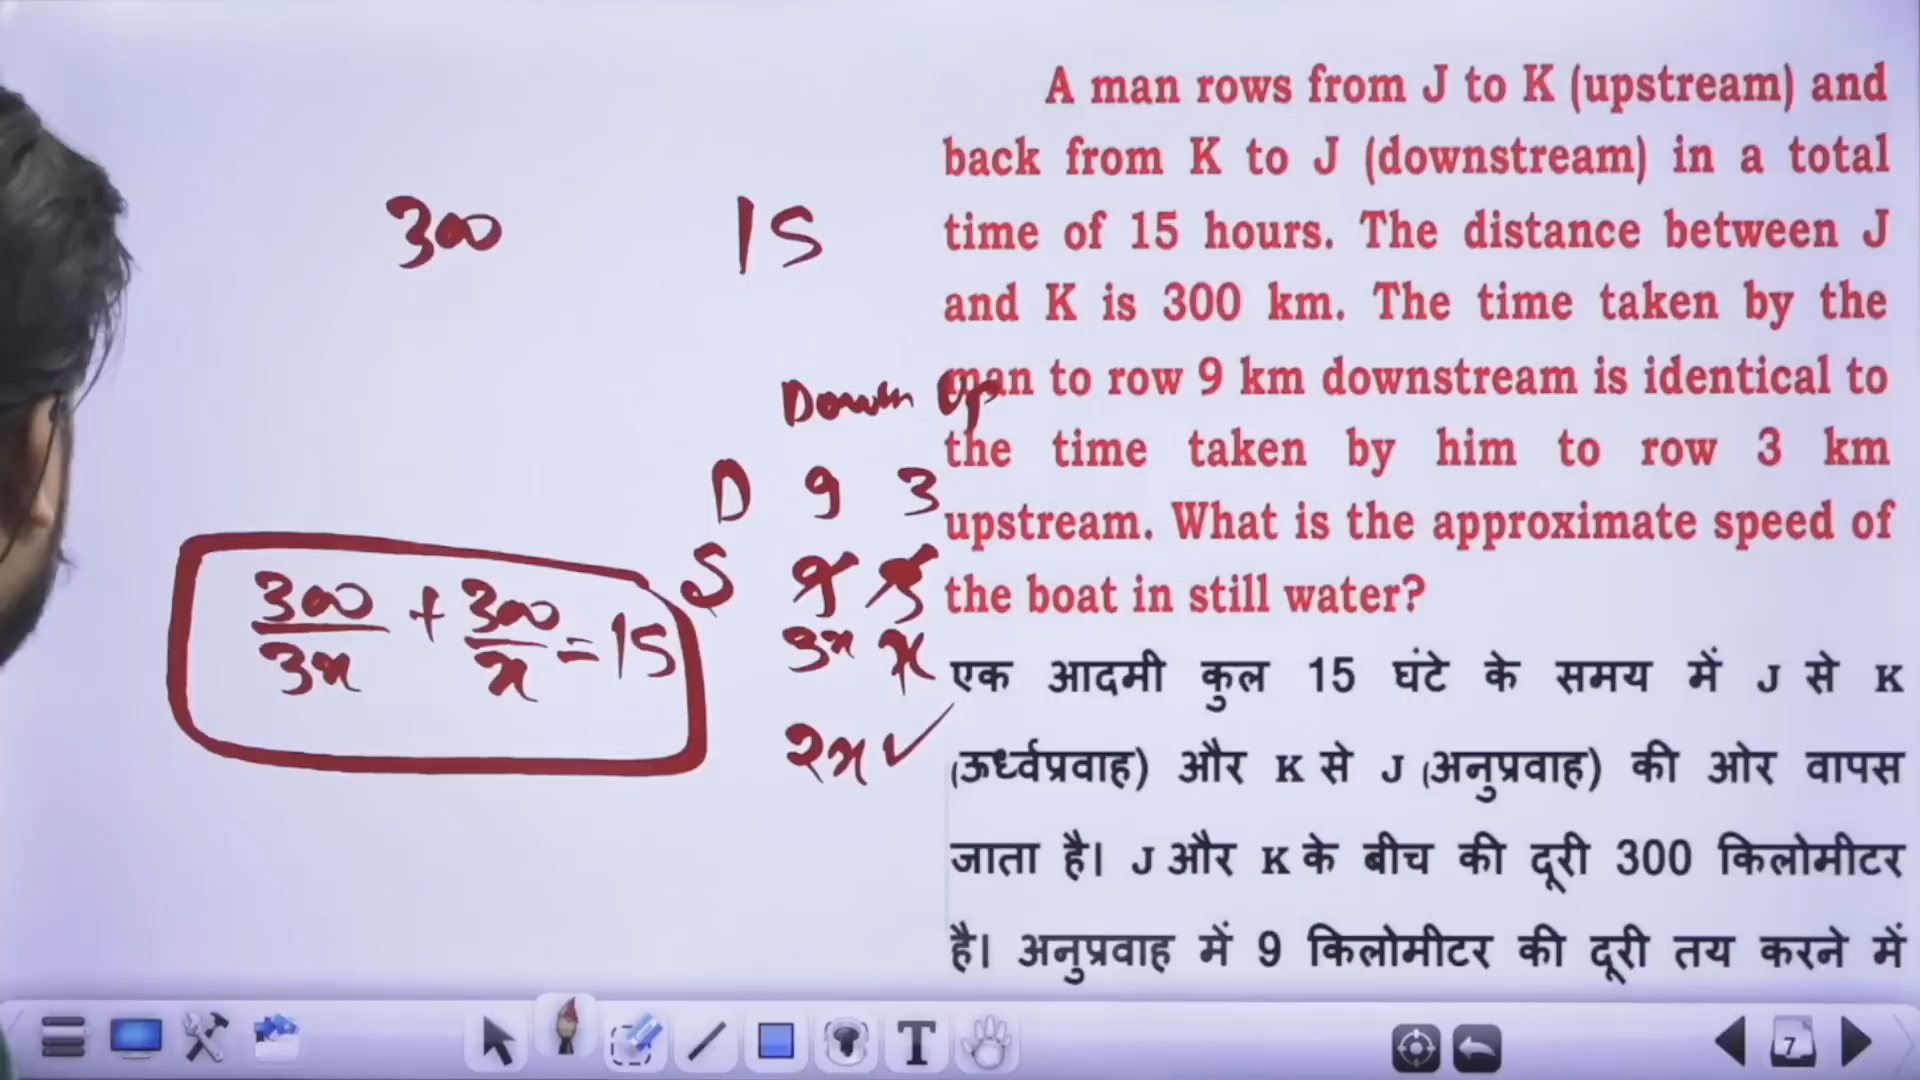 A man rows from J to K (upstream) and
back from K to J (downstream) in a total
time of 15 hours. The distance between J
and K is 300 km. The time taken by the
man to row 9 km downstream is identical to
the time taken by him to row 3 km
upstream. What is the approximate speed of
the boat in still water?
एक आदमी कुल 15 घंटे के समय में J से K
(ऊर्ध्वप्रवाह) और K से J (अनुप्रवाह) की ओर वापस
जाता है। J और K के बीच की दूरी 300 किलोमीटर
है। अनुप्रवाह में 9 किलोमीटर की दूरी तय करने में
300 15
Down Up
D 9 3
S
3x x
2x ✓
300/3x + 300/x = 15
T
7